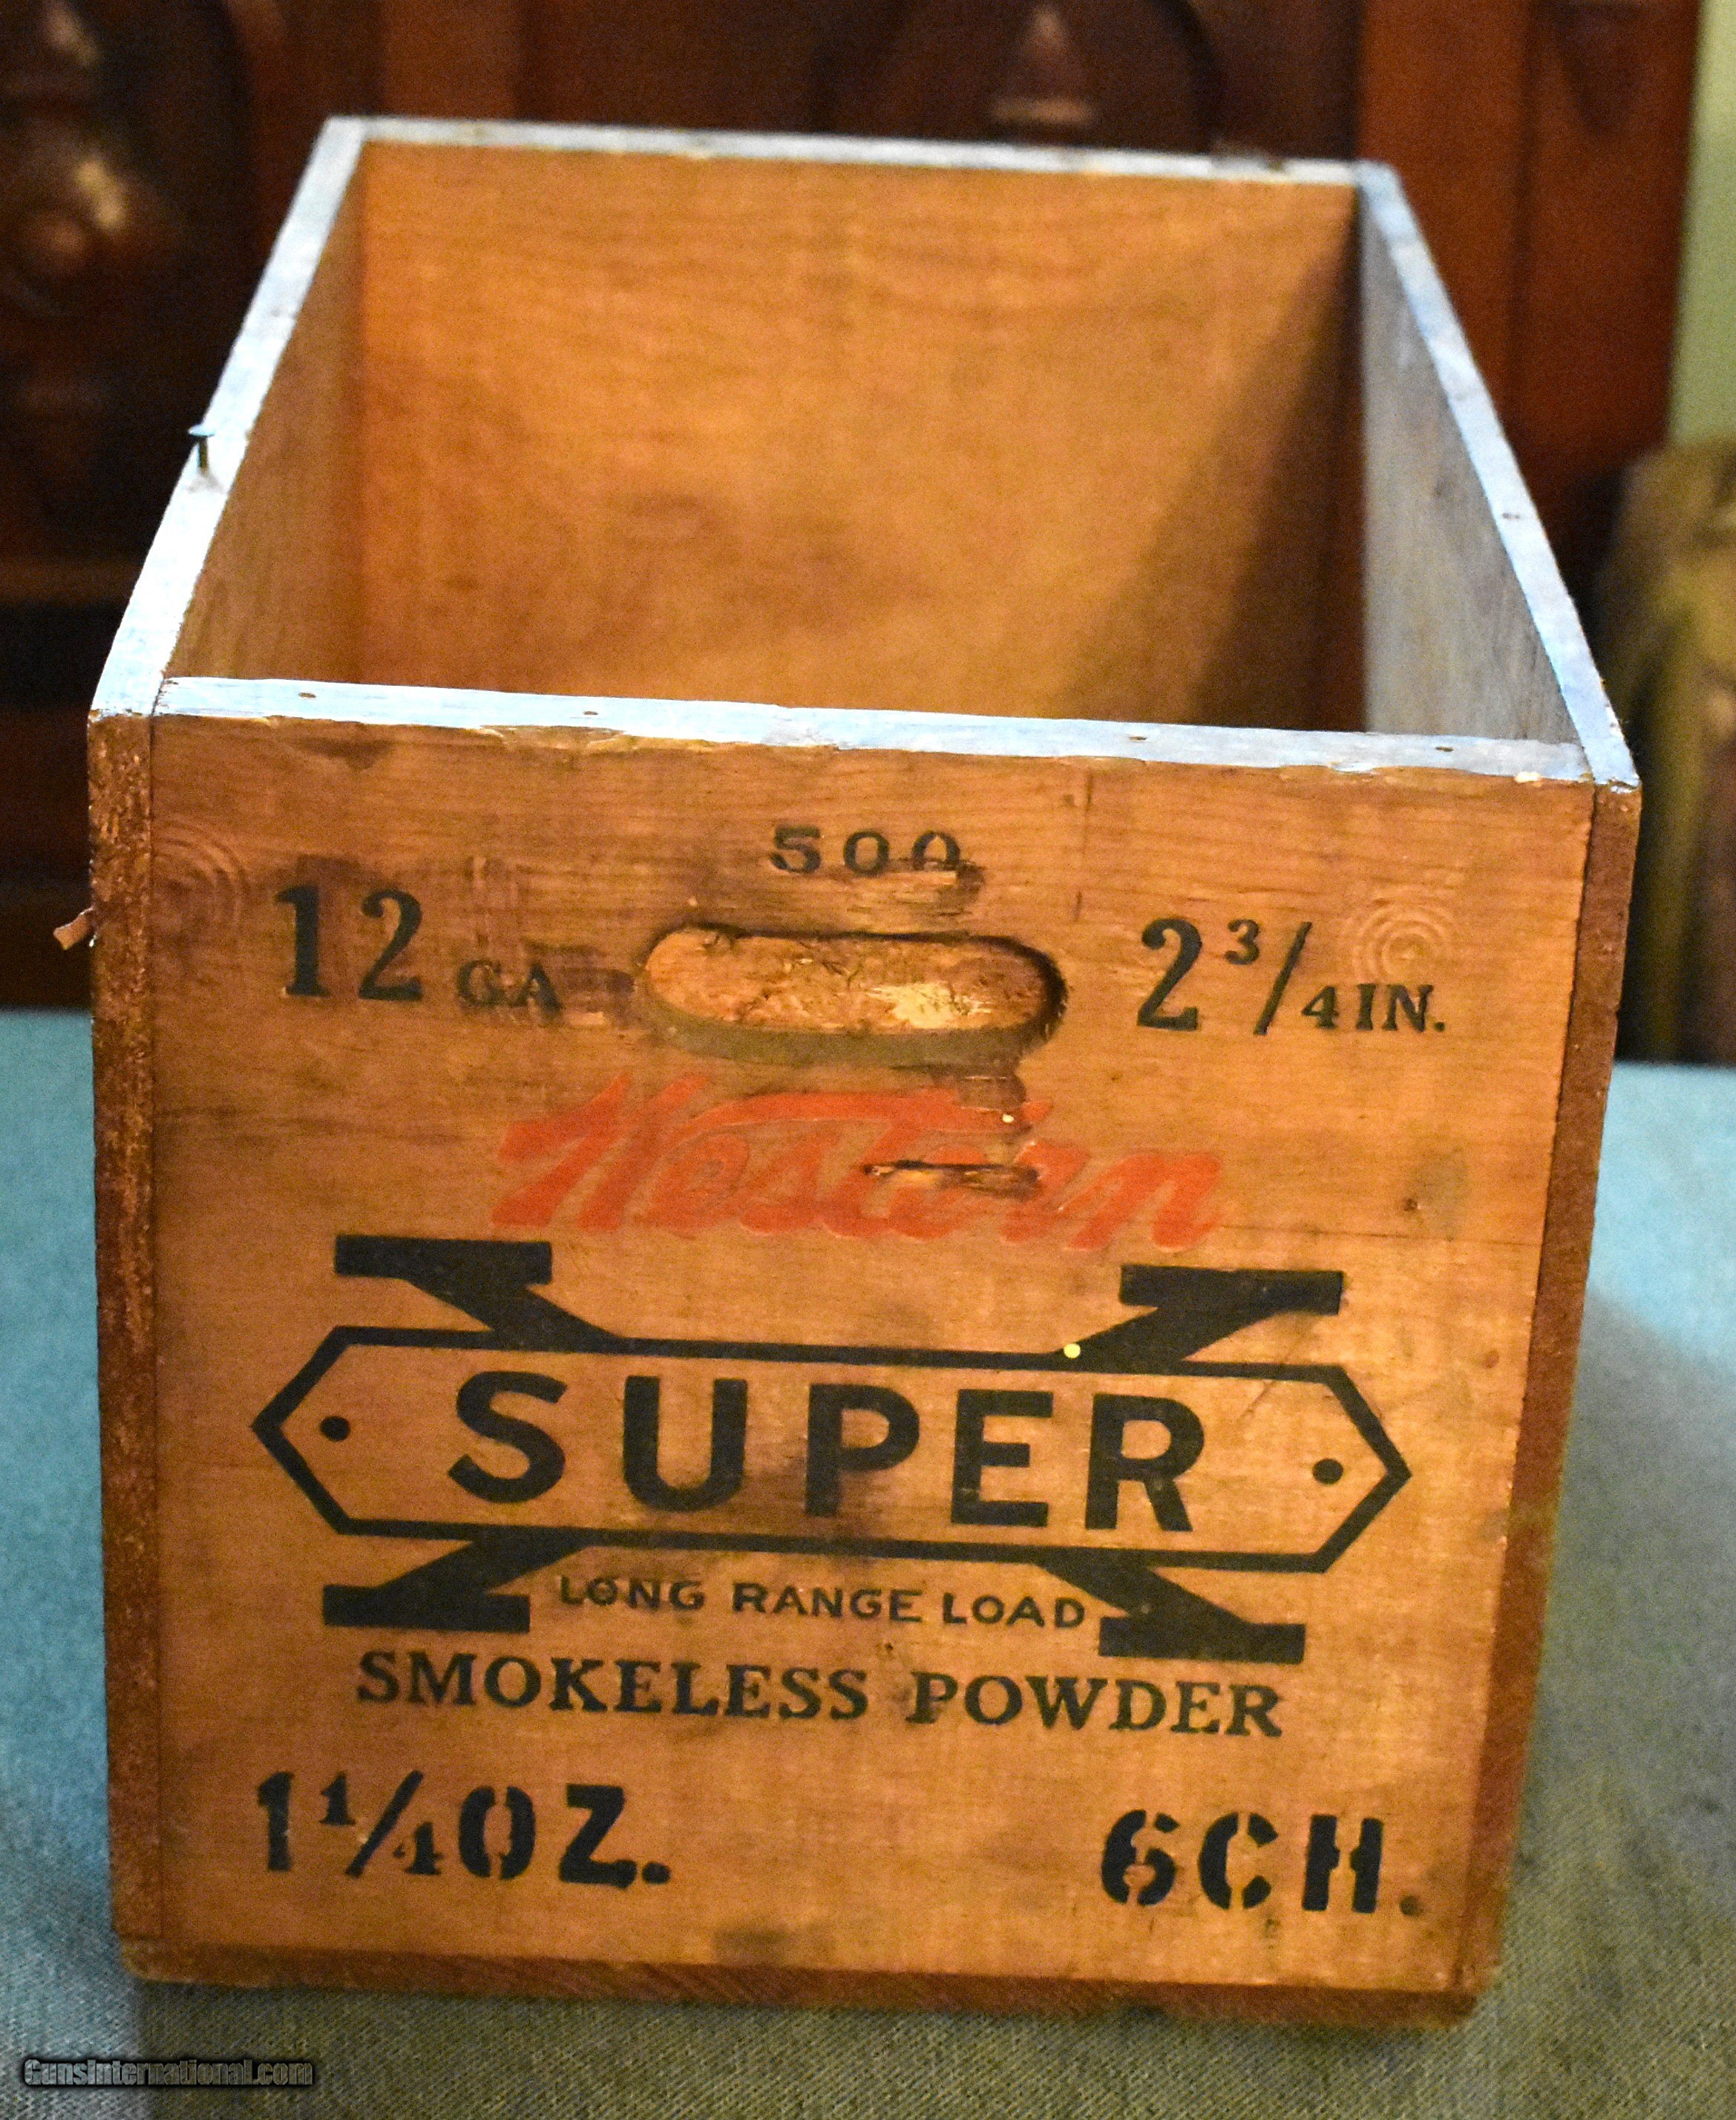 500
12 GA 2 3/4 IN.
Western
SUPER X
LONG RANGE LOAD
SMOKELESS POWDER
1 1/4 OZ. 6CH.
GunsInternational.com